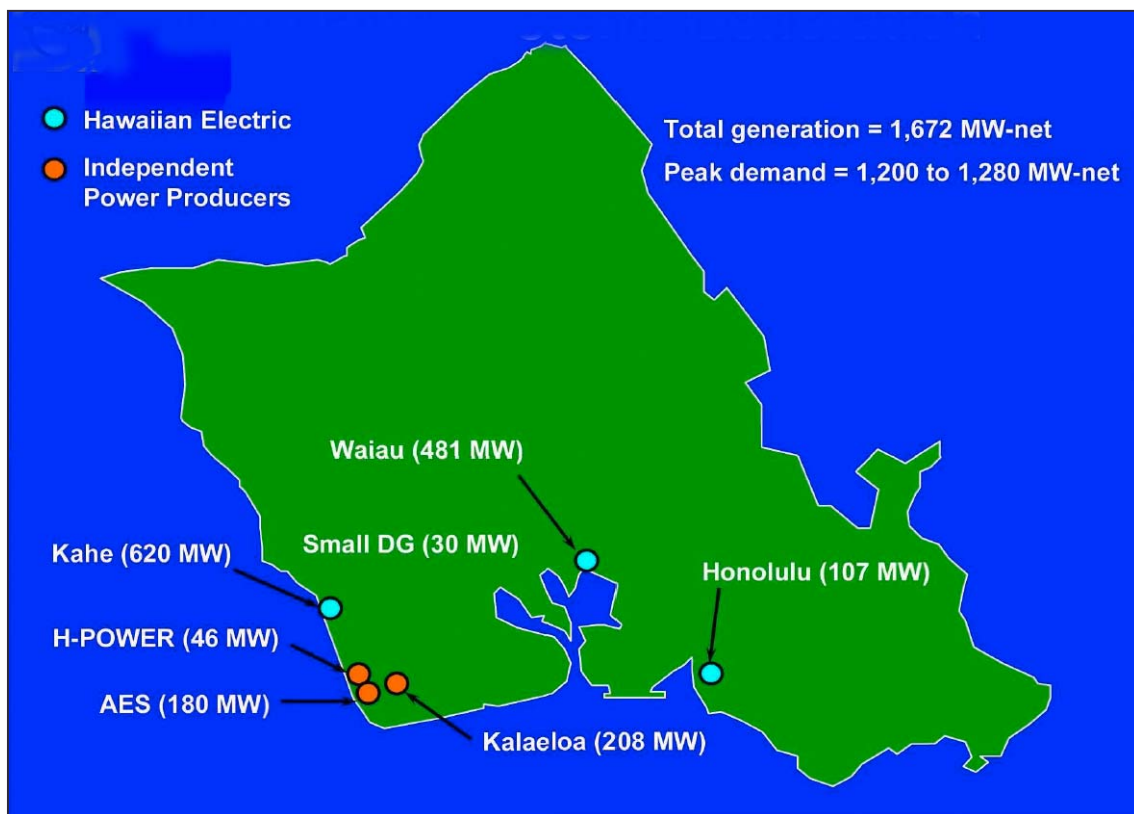 Hawaiian Electric
Independent
Power Producers
Total generation = 1,672 MW-net
Peak demand = 1,200 to 1,280 MW-net
Waiau (481 MW)
Small DG (30 MW)
Kahe (620 MW)
Honolulu (107 MW)
H-POWER (46 MW)
AES (180 MW)
Kalaeloa (208 MW)